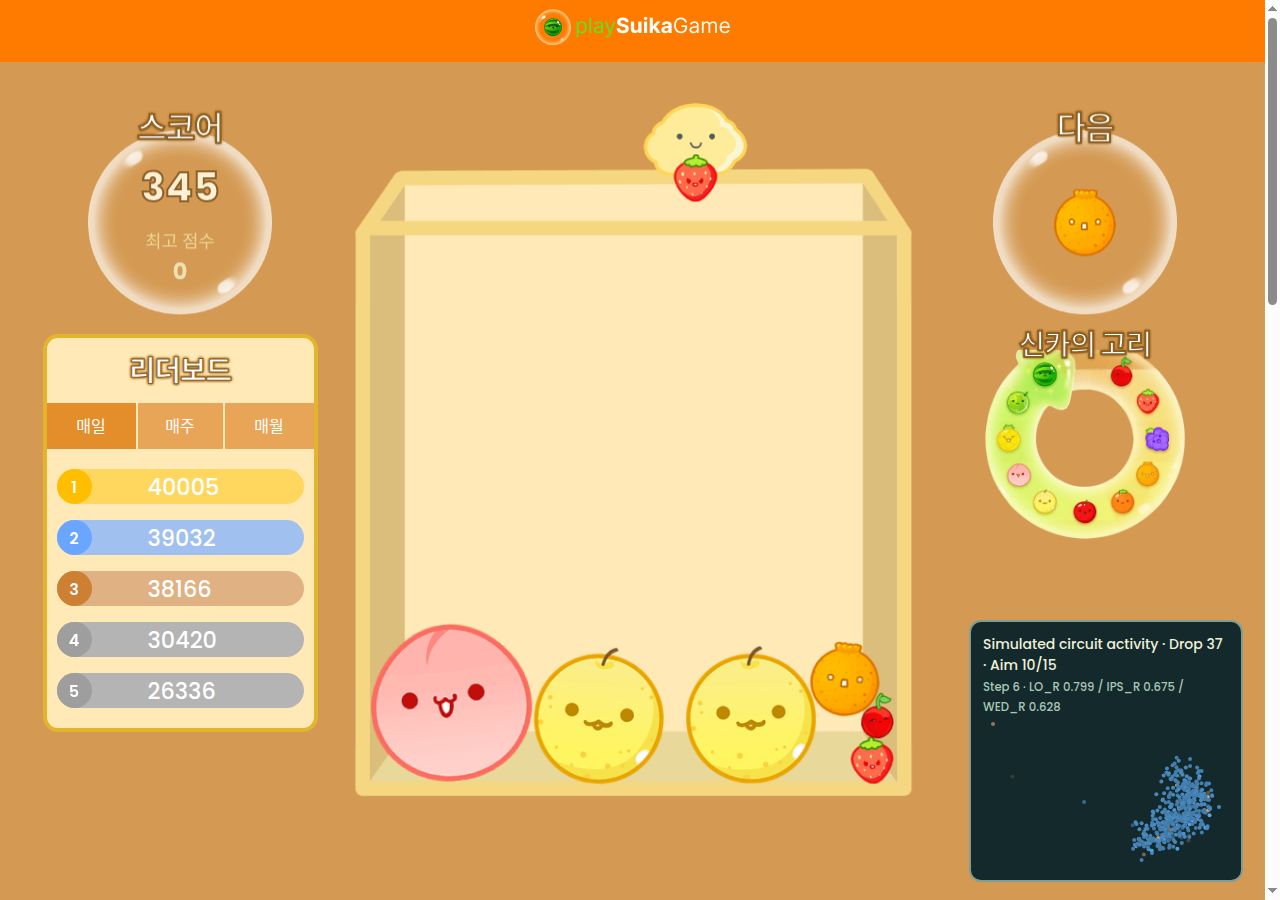 playSuikaGame
스코어
345
최고 점수
0
리더보드
매일 매주 매월
1 40005
2 39032
3 38166
4 30420
5 26336
다음
신카의 고리
Simulated circuit activity · Drop 37
· Aim 10/15
Step 6 · LO_R 0.799 / IPS_R 0.675 /
WED_R 0.628